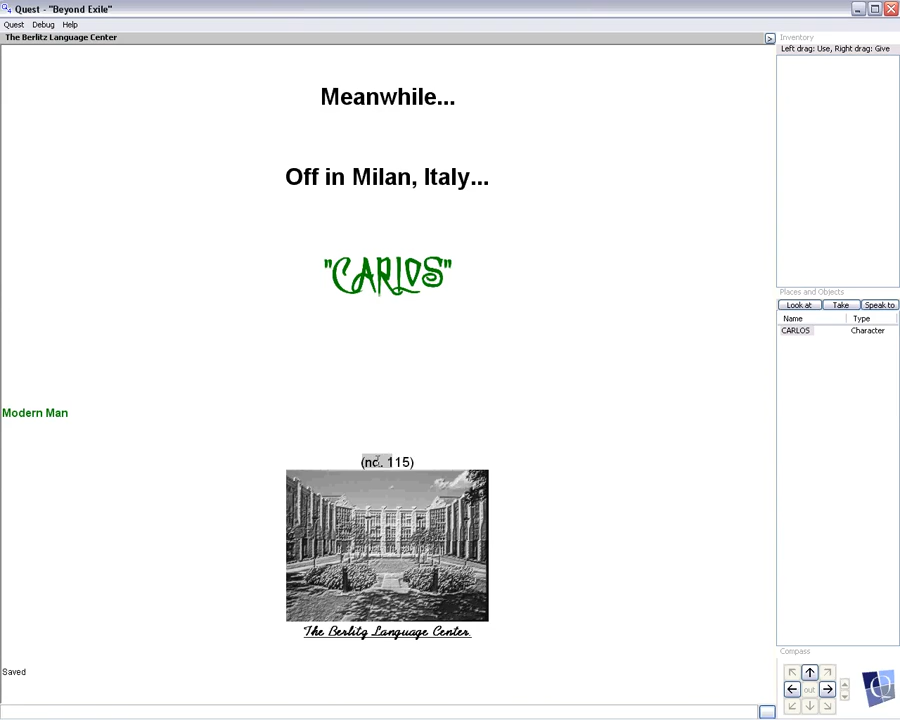 Quest - "Beyond Exile"
Quest Debug Help
The Berlitz Language Center
>
Inventory
Left drag: Use, Right drag: Give
Meanwhile...
Off in Milan, Italy...
"CARLOS"
Places and Objects
Look at Take Speak to
Name Type
CARLOS Character
Modern Man
(no. 115)
The Berlitz Language Center.
Compass
out
Saved